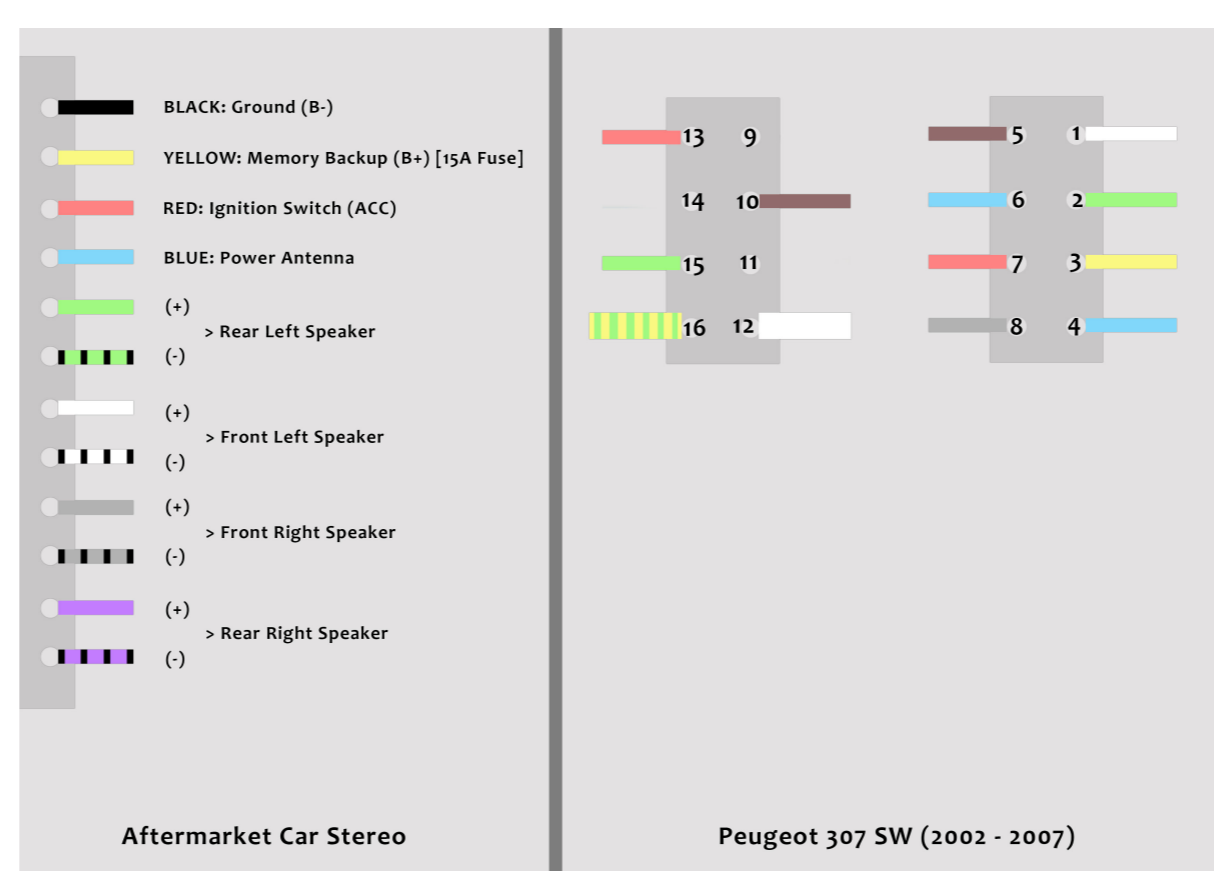 BLACK: Ground (B-)
YELLOW: Memory Backup (B+) [15A Fuse]
RED: Ignition Switch (ACC)
BLUE: Power Antenna
(+)
> Rear Left Speaker
(-)
(+)
> Front Left Speaker
(-)
(+)
> Front Right Speaker
(-)
(+)
> Rear Right Speaker
(-)
Aftermarket Car Stereo
13 9
14 10
15 11
16 12
5 1
6 2
7 3
8 4
Peugeot 307 SW (2002 - 2007)